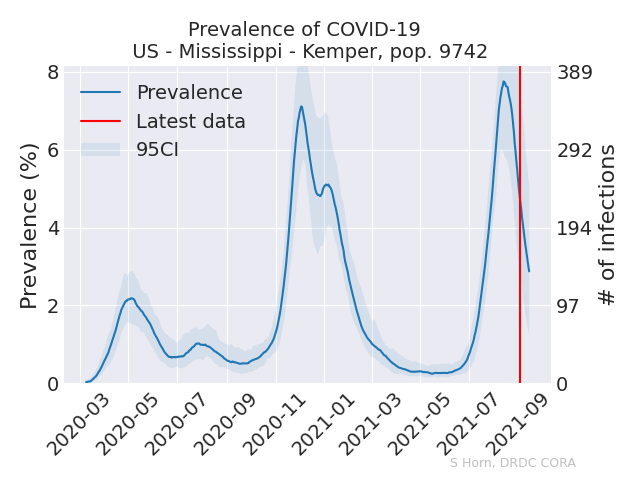 Prevalence of COVID-19
US - Mississippi - Kemper, pop. 9742
Prevalence
Latest data
95CI
Prevalence (%)
8
6
4
2
0
389
292
194
97
0
# of infections
2020-03
2020-05
2020-07
2020-09
2020-11
2021-01
2021-03
2021-05
2021-07
2021-09
S Horn, DRDC CORA